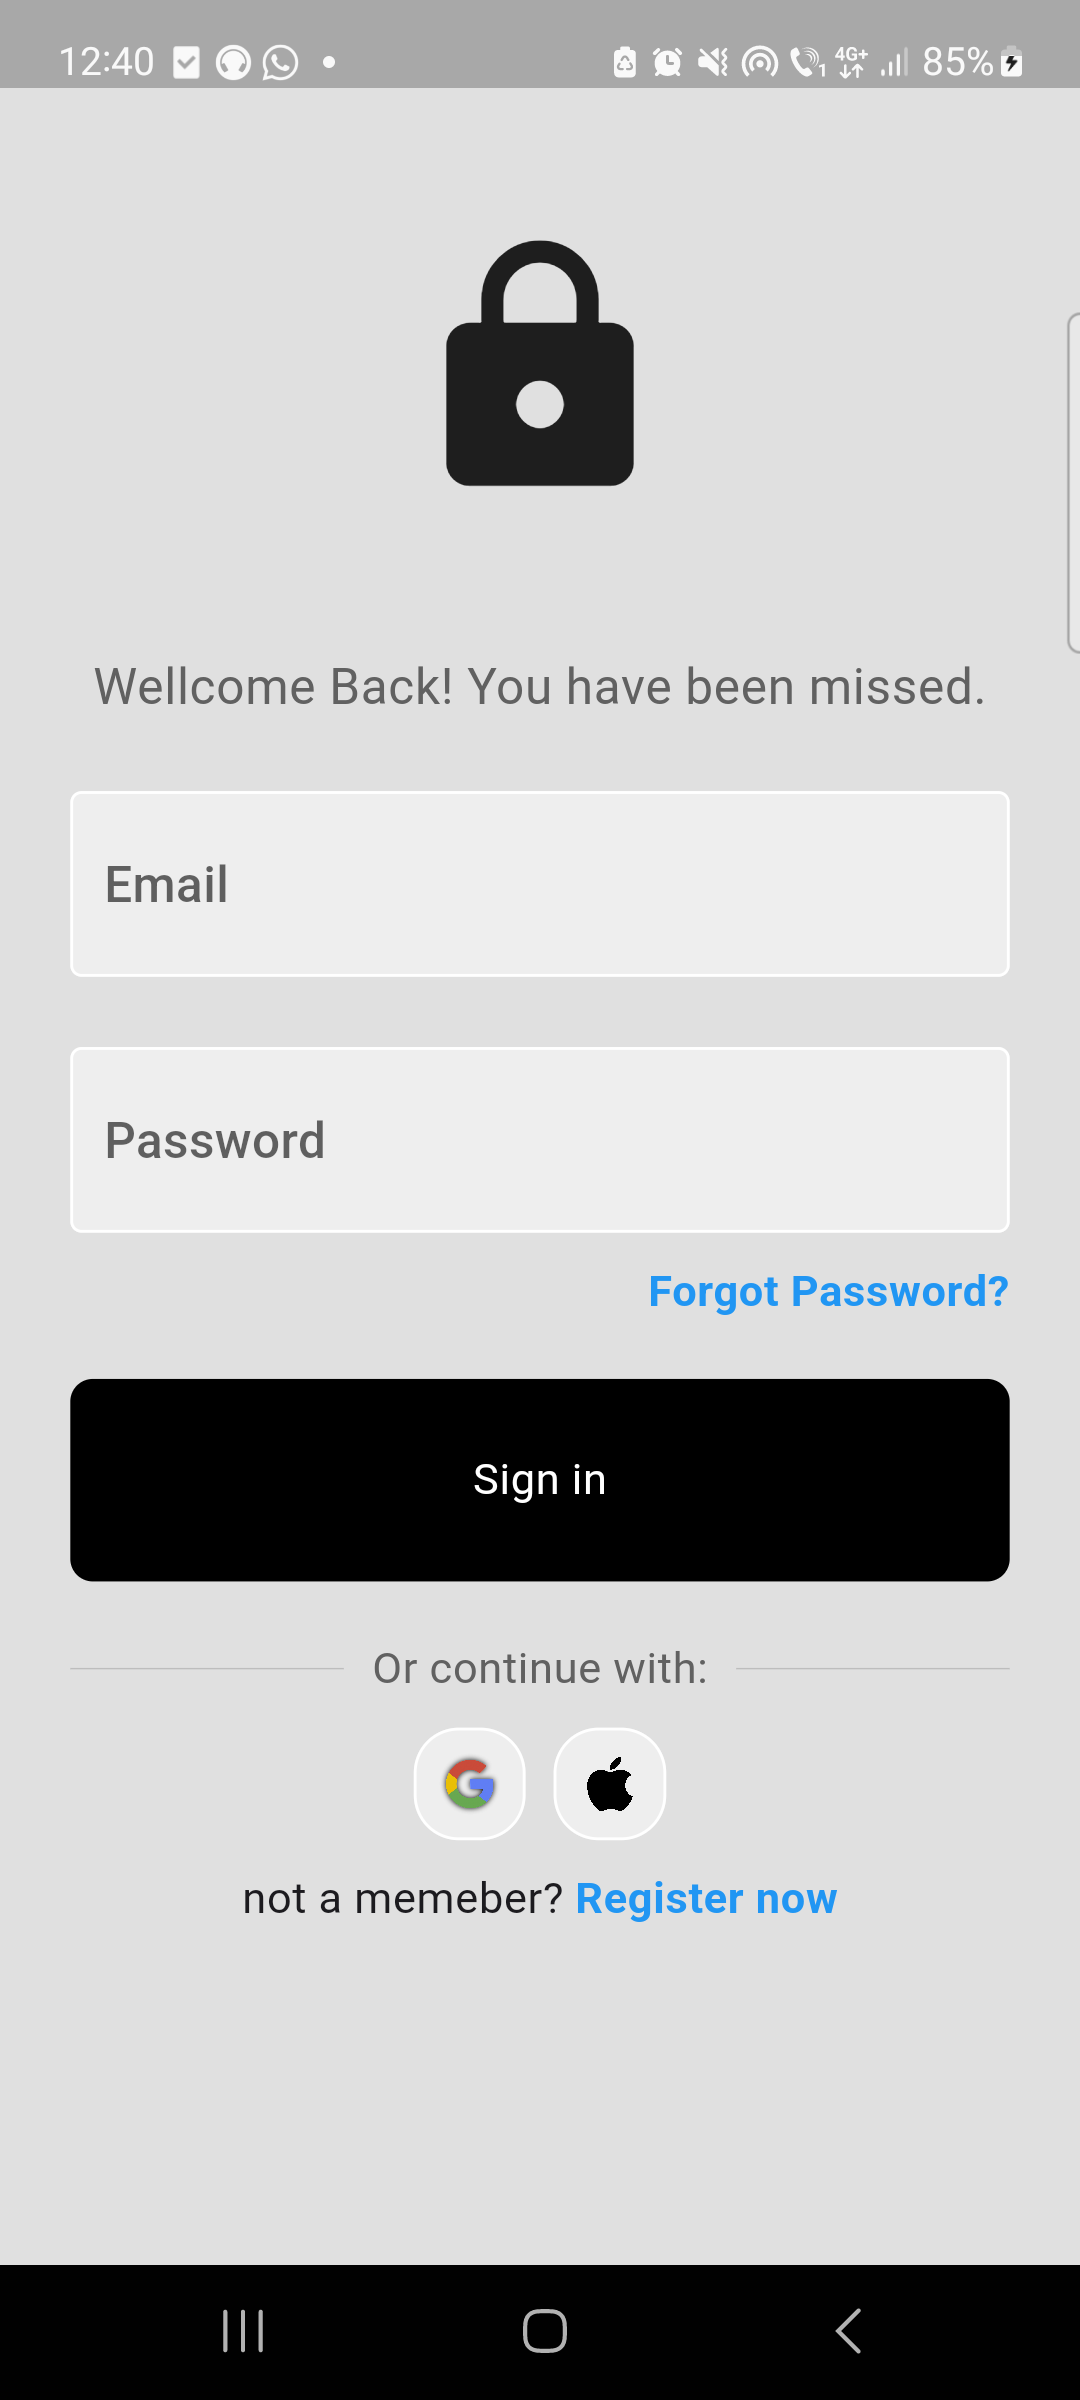 12:40 1 4G+ 85%
Wellcome Back! You have been missed.
Email
Password
Forgot Password?
Sign in
Or continue with:
not a memeber? Register now